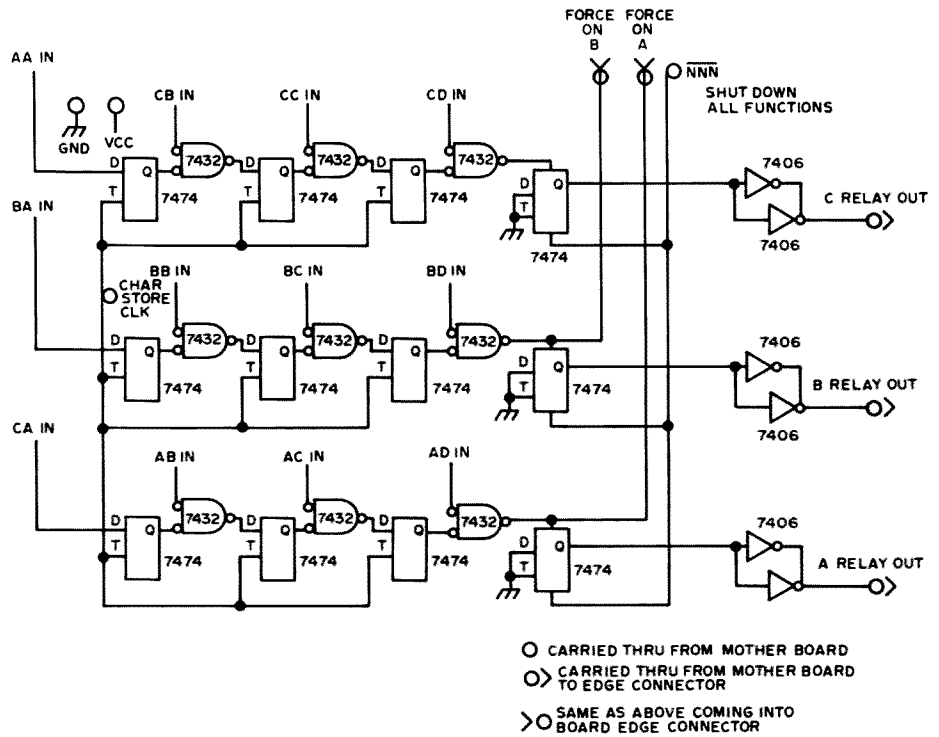 FORCE ON B
FORCE ON A
NNN
SHUT DOWN
ALL FUNCTIONS
AA IN
GND
VCC
CB IN
CC IN
CD IN
D
T
Q
7474
7432
D
T
Q
7474
7432
D
T
Q
7474
7432
D
T
Q
7474
7406
7406
C RELAY OUT
BA IN
CHAR
STORE
CLK
BB IN
BC IN
BD IN
D
T
Q
7474
7432
D
T
Q
7474
7432
D
T
Q
7474
7432
D
T
Q
7474
7406
7406
B RELAY OUT
CA IN
AB IN
AC IN
AD IN
D
T
Q
7474
7432
D
T
Q
7474
7432
D
T
Q
7474
7432
D
T
Q
7474
7406
7406
A RELAY OUT
CARRIED THRU FROM MOTHER BOARD
CARRIED THRU FROM MOTHER BOARD
TO EDGE CONNECTOR
SAME AS ABOVE COMING INTO
BOARD EDGE CONNECTOR